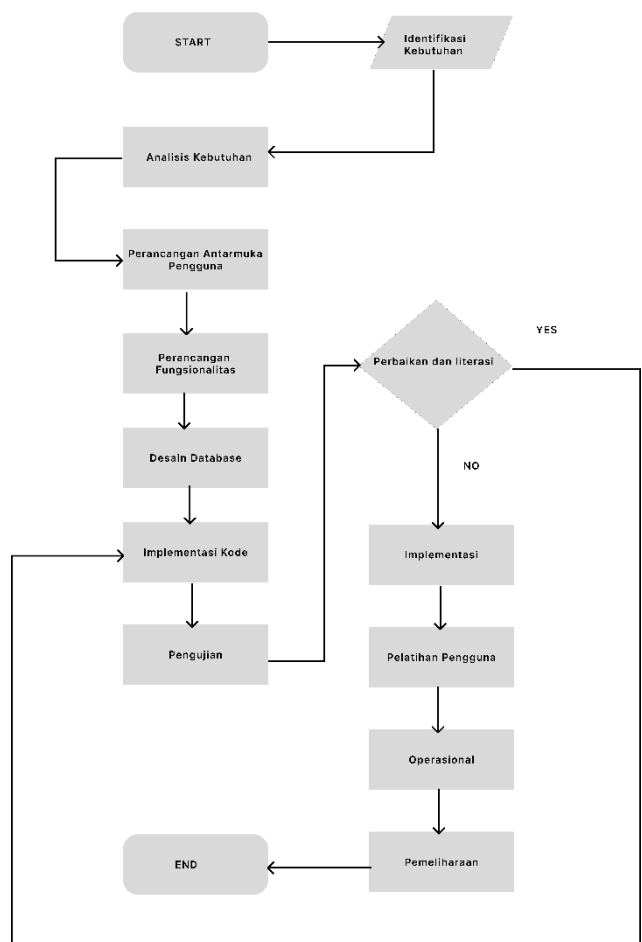 START
Identifikasi
Kebutuhan
Analisis Kebutuhan
Perancangan Antarmuka
Pengguna
Perancangan
Fungsionalitas
Desain Database
Implementasi Kode
Pengujian
Perbaikan dan literasi
YES
NO
Implementasi
Pelatihan Pengguna
Operasional
Pemeliharaan
END